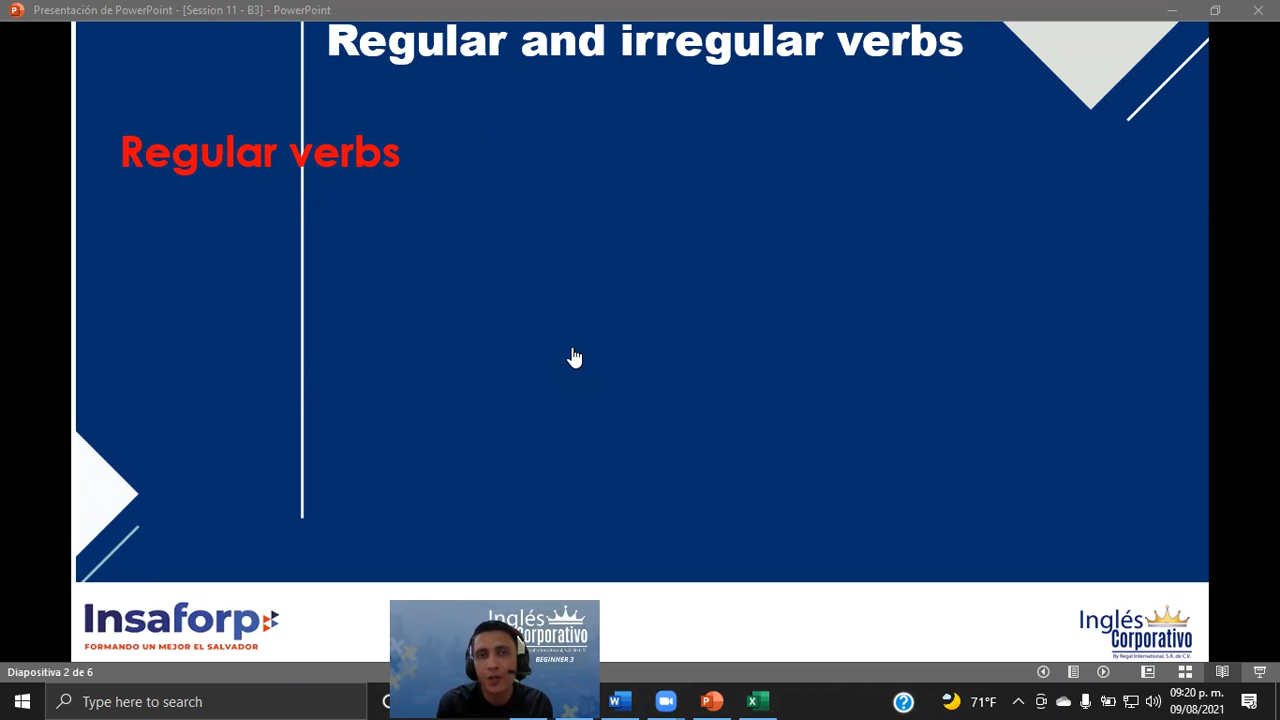 Presentación de PowerPoint - [Session 11 - B3] - PowerPoint
Regular and irregular verbs
Regular verbs
Insaforp
FORMANDO UN MEJOR EL SALVADOR
Inglés
Corporativo
BEGINNER 3
Inglés
Corporativo
By Regal International, S.A. de C.V.
Diapositiva 2 de 6
Type here to search
71°F
09:20 p. m.
09/08/2021